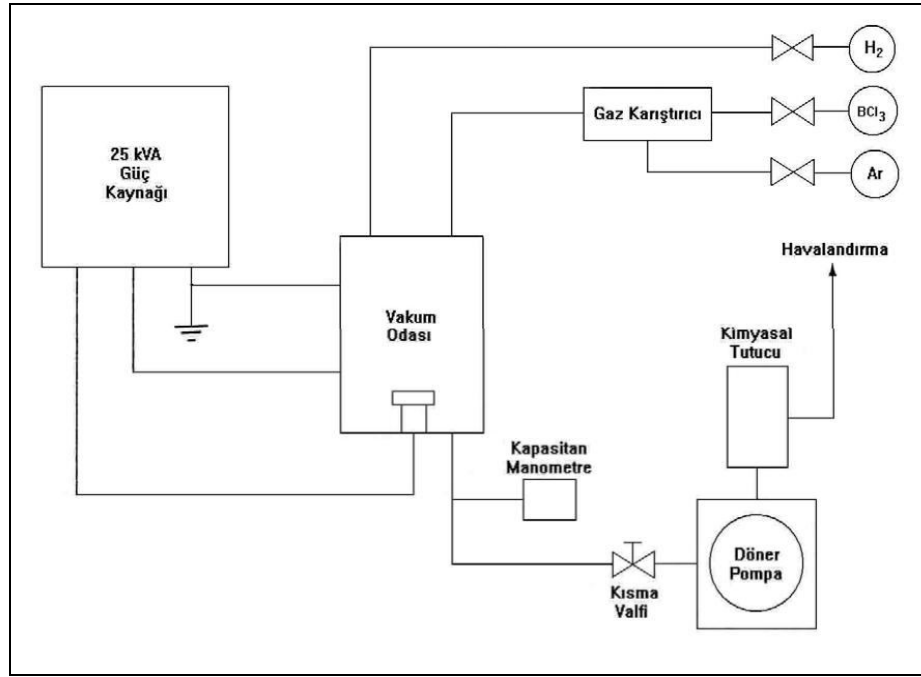 H₂
Gaz Karıştırıcı
BCl₃
Ar
25 kVA
Güç
Kaynağı
Havalandırma
Vakum
Odası
Kimyasal
Tutucu
Kapasitan
Manometre
Döner
Pompa
Kısma
Valfi